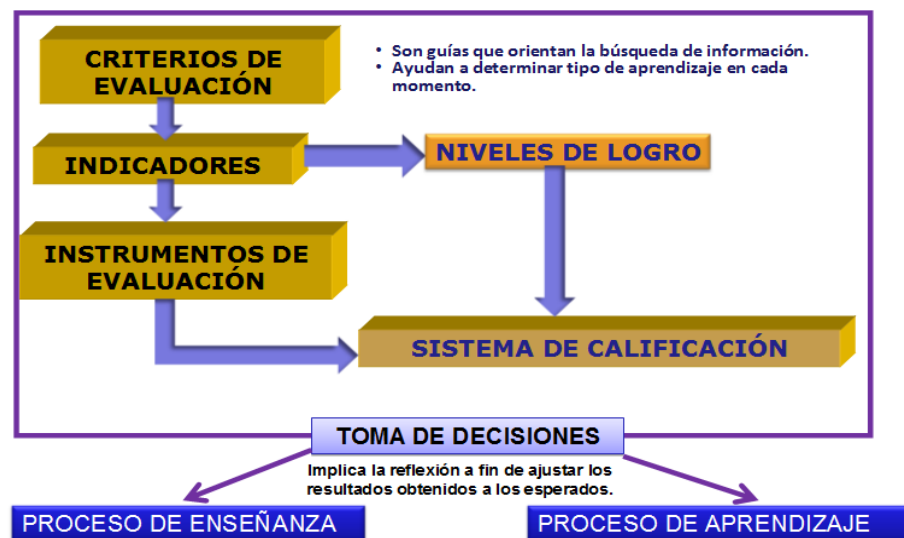 CRITERIOS DE
EVALUACIÓN
• Son guías que orientan la búsqueda de información.
• Ayudan a determinar tipo de aprendizaje en cada
momento.
INDICADORES
NIVELES DE LOGRO
INSTRUMENTOS DE
EVALUACIÓN
SISTEMA DE CALIFICACIÓN
TOMA DE DECISIONES
Implica la reflexión a fin de ajustar los
resultados obtenidos a los esperados.
PROCESO DE ENSEÑANZA
PROCESO DE APRENDIZAJE